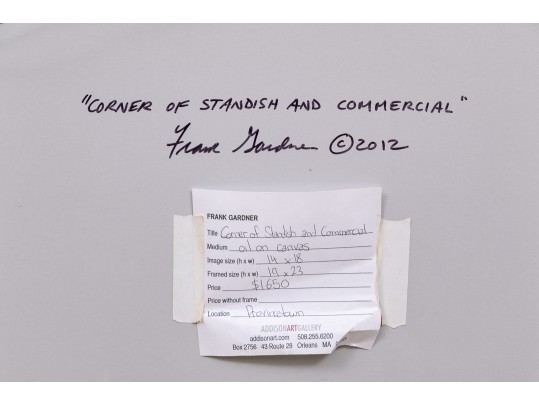 "CORNER OF STANDISH AND COMMERCIAL"
Frank Gardner ©2012
FRANK GARDNER
Title Corner of Standish and Commercial
Medium oil on canvas
Image size (h x w) 14 x 18
Framed size (h x w) 19 x 23
Price $1650
Price without frame
Location Provincetown
ADDISONARTGALLERY
addisonart.com 508.255.6200
Box 2756 43 Route 28 Orleans MA